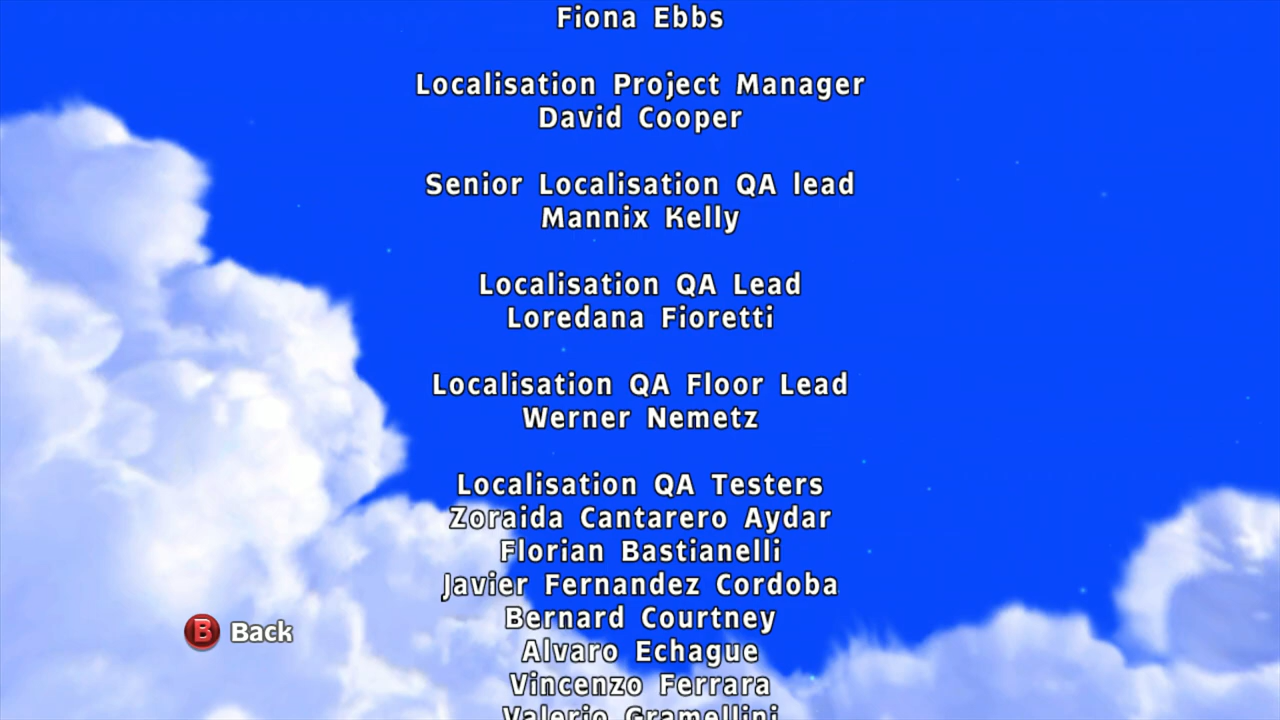 Fiona Ebbs
Localisation Project Manager
David Cooper
Senior Localisation QA lead
Mannix Kelly
Localisation QA Lead
Loredana Fioretti
Localisation QA Floor Lead
Werner Nemetz
Localisation QA Testers
Zoraida Cantarero Aydar
Florian Bastianelli
Javier Fernandez Cordoba
Bernard Courtney
B Back
Alvaro Echague
Vincenzo Ferrara
Valerio Gramellini